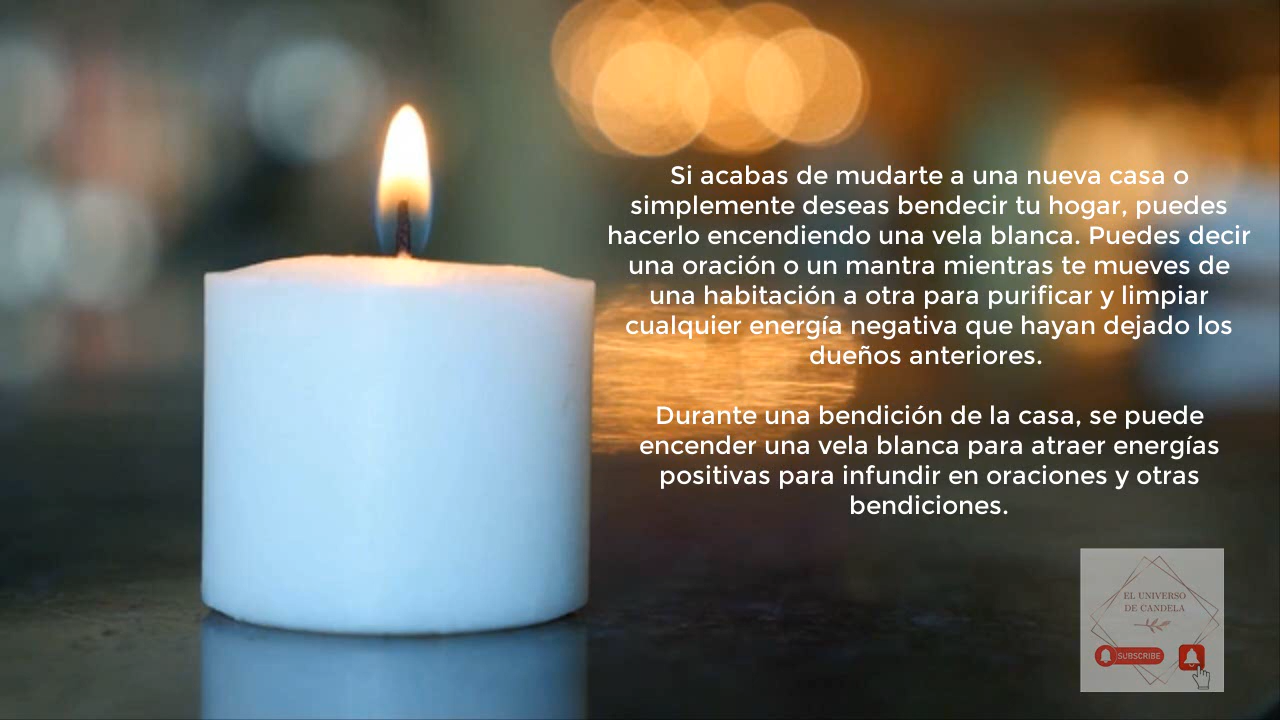 Si acabas de mudarte a una nueva casa o
simplemente deseas bendecir tu hogar, puedes
hacerlo encendiendo una vela blanca. Puedes decir
una oración o un mantra mientras te mueves de
una habitación a otra para purificar y limpiar
cualquier energía negativa que hayan dejado los
dueños anteriores.
Durante una bendición de la casa, se puede
encender una vela blanca para atraer energías
positivas para infundir en oraciones y otras
bendiciones.
EL UNIVERSO
DE CANDELA
SUBSCRIBE